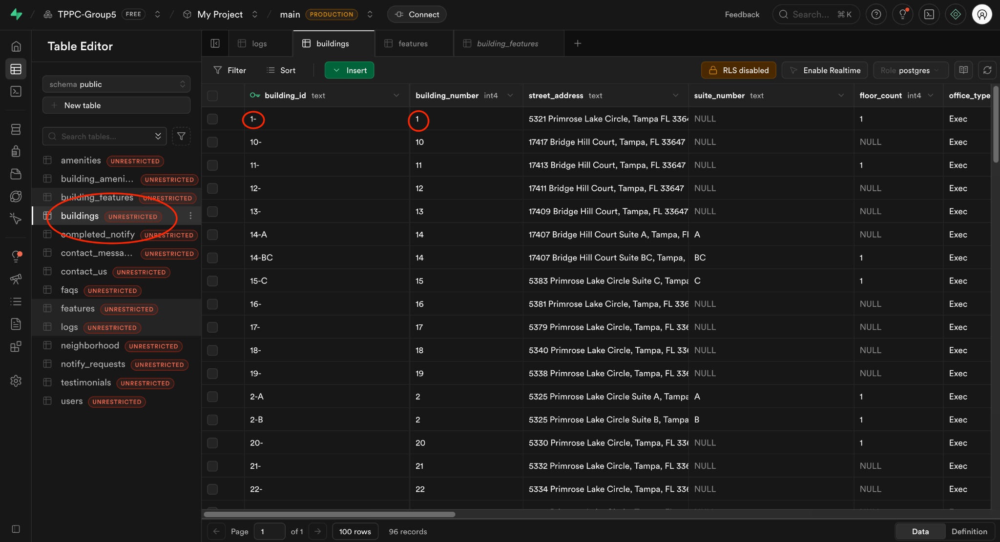 TPPC-Group5 FREE
My Project
main PRODUCTION
Connect
Feedback
Search... ⌘K
Table Editor
logs
buildings
features
building_features
Filter
Sort
Insert
RLS disabled
Enable Realtime
Role postgres
schema public
New table
Search tables...
amenities UNRESTRICTED
building_ameni... UNRESTRICTED
building_features UNRESTRICTED
buildings UNRESTRICTED
completed_notify UNRESTRICTED
contact_messa... UNRESTRICTED
contact_us UNRESTRICTED
faqs UNRESTRICTED
features UNRESTRICTED
logs UNRESTRICTED
neighborhood UNRESTRICTED
notify_requests UNRESTRICTED
testimonials UNRESTRICTED
users UNRESTRICTED
building_id text building_number int4 street_address text suite_number text floor_count int4 office_type
1- 1 5321 Primrose Lake Circle, Tampa FL 3364 NULL 1 Exec
10- 10 17417 Bridge Hill Court, Tampa, FL 33647 NULL NULL Exec
11- 11 17413 Bridge Hill Court, Tampa, FL 33647 NULL 1 Exec
12- 12 17411 Bridge Hill Court, Tampa, FL 33647 NULL NULL Exec
13- 13 17409 Bridge Hill Court, Tampa, FL 33647 NULL NULL Exec
14-A 14 17407 Bridge Hill Court Suite A, Tampa, Fl A NULL Exec
14-BC 14 17407 Bridge Hill Court Suite BC, Tampa, BC 1 Exec
15-C 15 5383 Primrose Lake Circle Suite C, Tampa C 1 Exec
16- 16 5381 Primrose Lake Circle, Tampa, FL 336 NULL NULL Exec
17- 17 5379 Primrose Lake Circle, Tampa, FL 336 NULL NULL Exec
18- 18 5340 Primrose Lake Circle, Tampa, FL 336 NULL NULL Exec
19- 19 5338 Primrose Lake Circle, Tampa, FL 336 NULL NULL Exec
2-A 2 5325 Primrose Lake Circle Suite A, Tampa A 1 Exec
2-B 2 5325 Primrose Lake Circle Suite B, Tampa B 1 Exec
20- 20 5330 Primrose Lake Circle, Tampa, FL 336 NULL 1 Exec
21- 21 5332 Primrose Lake Circle, Tampa, FL 336 NULL NULL Exec
22- 22 5334 Primrose Lake Circle, Tampa, FL 336 NULL NULL Exec
Page 1 of 1 100 rows 96 records
Data Definition